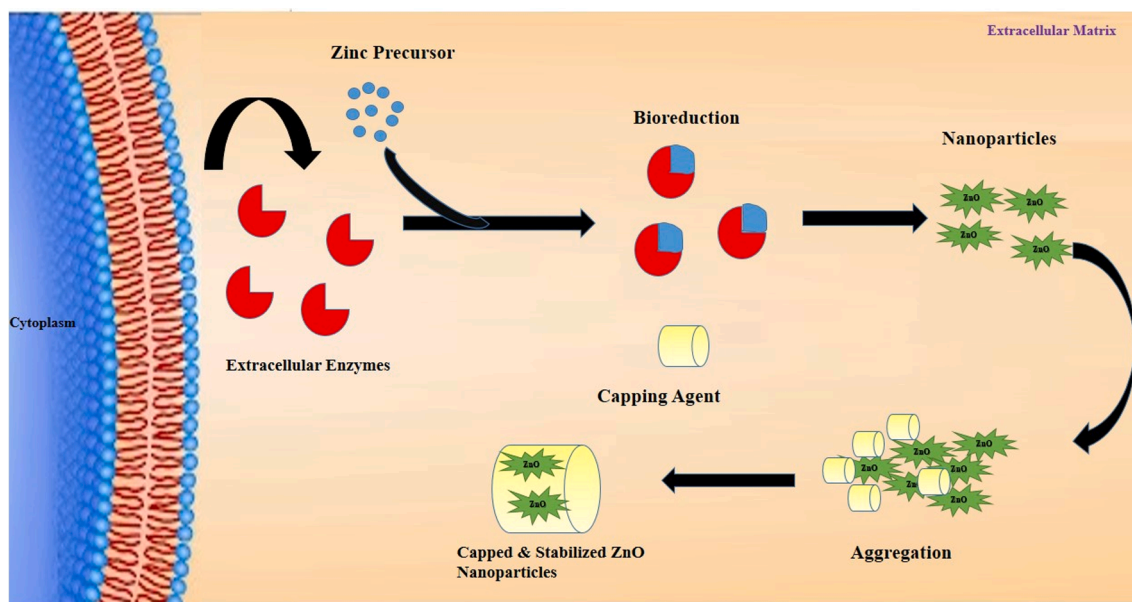 Extracellular Matrix
Zinc Precursor
Bioreduction
Nanoparticles
ZnO
ZnO
ZnO
ZnO
Cytoplasm
Extracellular Enzymes
Capping Agent
ZnO
ZnO
ZnO
ZnO
Zn
ZnO
ZnO
ZnO
Capped & Stabilized ZnO
Nanoparticles
Aggregation